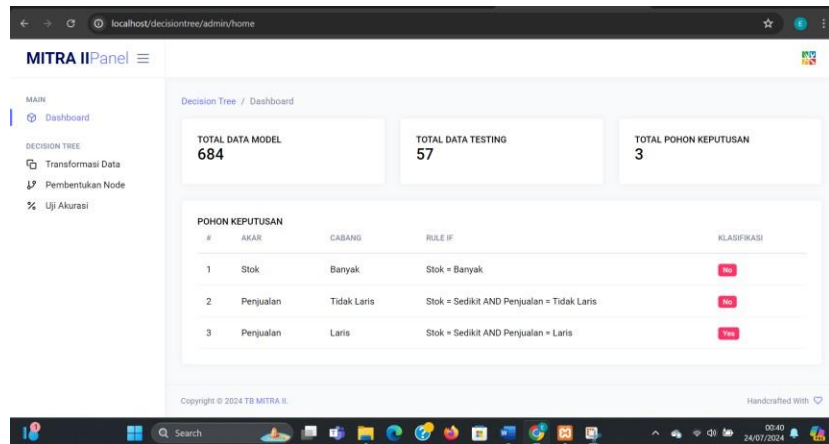 localhost/decisiontree/admin/home
MITRA IIPanel
MAIN
Dashboard
DECISION TREE
Transformasi Data
Pembentukan Node
Uji Akurasi
Decision Tree / Dashboard
TOTAL DATA MODEL
684
TOTAL DATA TESTING
57
TOTAL POHON KEPUTUSAN
3
POHON KEPUTUSAN
# AKAR CABANG RULE IF KLASIFIKASI
1 Stok Banyak Stok = Banyak No
2 Penjualan Tidak Laris Stok = Sedikit AND Penjualan = Tidak Laris No
3 Penjualan Laris Stok = Sedikit AND Penjualan = Laris Yes
Copyright © 2024 TB MITRA II.
Handcrafted With
Search
00:40
24/07/2024